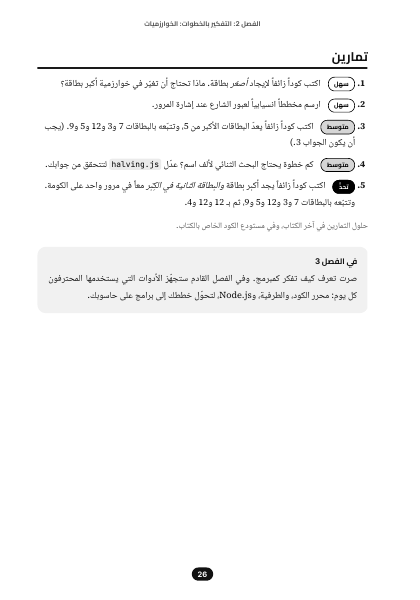 الفصل 2: التفكير بالخطوات: الخوارزميات
تمارين
1. سهل اكتب كوداً زائفاً لإيجاد أصغر بطاقة. ماذا تحتاج أن تغيّر في خوارزمية أكبر بطاقة؟
2. سهل ارسم مخططاً انسيابياً لعبور الشارع عند إشارة المرور.
3. متوسط اكتب كوداً زائفاً يعدّ البطاقات الأكبر من 5، وتتبّعه بالبطاقات 7 و3 و12 و5 و9. (يجب
أن يكون الجواب 3.)
4. متوسط كم خطوة يحتاج البحث الثنائي لألف اسم؟ عدّل halving.js لتتحقق من جوابك.
5. تحدٍّ اكتب كوداً زائفاً يجد أكبر بطاقة والبطاقة الثانية في الكِبر معاً في مرور واحد على الكومة.
وتتبّعه بالبطاقات 7 و3 و12 و5 و9، ثم بـ 12 و12 و4.
حلول التمارين في آخر الكتاب، وفي مستودع الكود الخاص بالكتاب.
في الفصل 3
صرت تعرف كيف تفكر كمبرمج. وفي الفصل القادم ستجهّز الأدوات التي يستخدمها المحترفون
كل يوم: محرر الكود، والطرفية، وNode.js، لتحوّل خططك إلى برامج على حاسوبك.
26